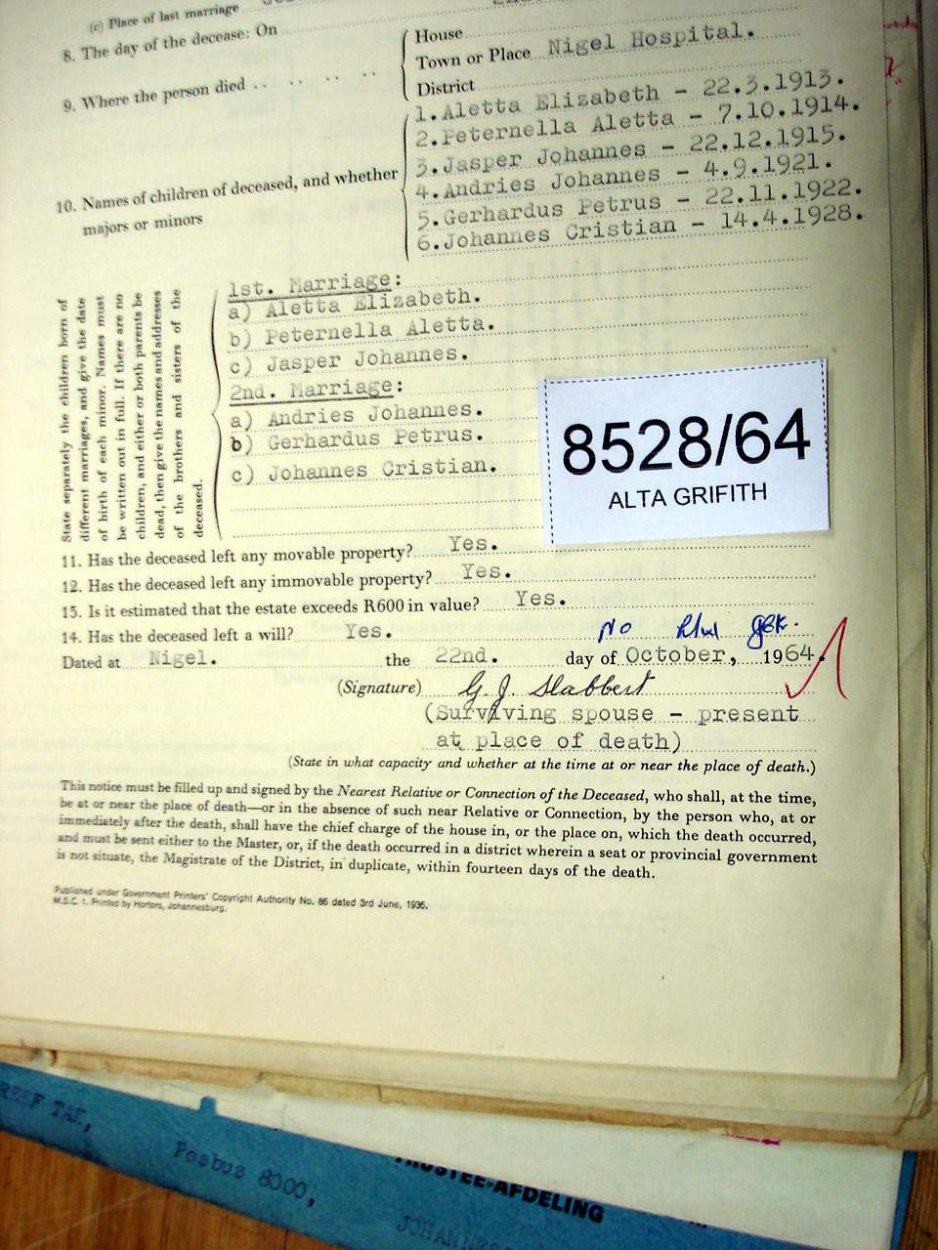 (c) Place of last marriage
8. The day of the decease: On
9. Where the person died . . . . . . . .
House
Town or Place Nigel Hospital.
District
10. Names of children of deceased, and whether
majors or minors
1.Aletta Elizabeth - 22.3.1913.
2.Peternella Aletta - 7.10.1914.
3.Jasper Johannes - 22.12.1915.
4.Andries Johannes - 4.9.1921.
5.Gerhardus Petrus - 22.11.1922.
6.Johannes Cristian - 14.4.1928.
State separately the children born of
different marriages, and give the date
of birth of each minor. Names must
be written out in full. If there are no
children, and either or both parents be
dead, then give the names and addresses
of the brothers and sisters of the
deceased.
1st. Marriage:
a) Aletta Elizabeth.
b) Peternella Aletta.
c) Jasper Johannes.
2nd. Marriage:
a) Andries Johannes.
b) Gerhardus Petrus.
c) Johannes Cristian.
8528/64
ALTA GRIFITH
11. Has the deceased left any movable property? Yes.
12. Has the deceased left any immovable property? Yes.
13. Is it estimated that the estate exceeds R600 in value? Yes.
14. Has the deceased left a will? Yes. No
Dated at Nigel. the 22nd. day of October, 1964.
(Signature) G. J. Slabbert
(Surviving spouse - present
at place of death)
(State in what capacity and whether at the time at or near the place of death.)
This notice must be filled up and signed by the Nearest Relative or Connection of the Deceased, who shall, at the time,
be at or near the place of death—or in the absence of such near Relative or Connection, by the person who, at or
immediately after the death, shall have the chief charge of the house in, or the place on, which the death occurred,
and must be sent either to the Master, or, if the death occurred in a district wherein a seat or provincial government
is not situate, the Magistrate of the District, in duplicate, within fourteen days of the death.
Published under Government Printers' Copyright Authority No. 86 dated 3rd June, 1936.
M.S.C. 1. Printed by Hortors, Johannesburg.
Posbus 8000,
TRUSTEE-AFDELING